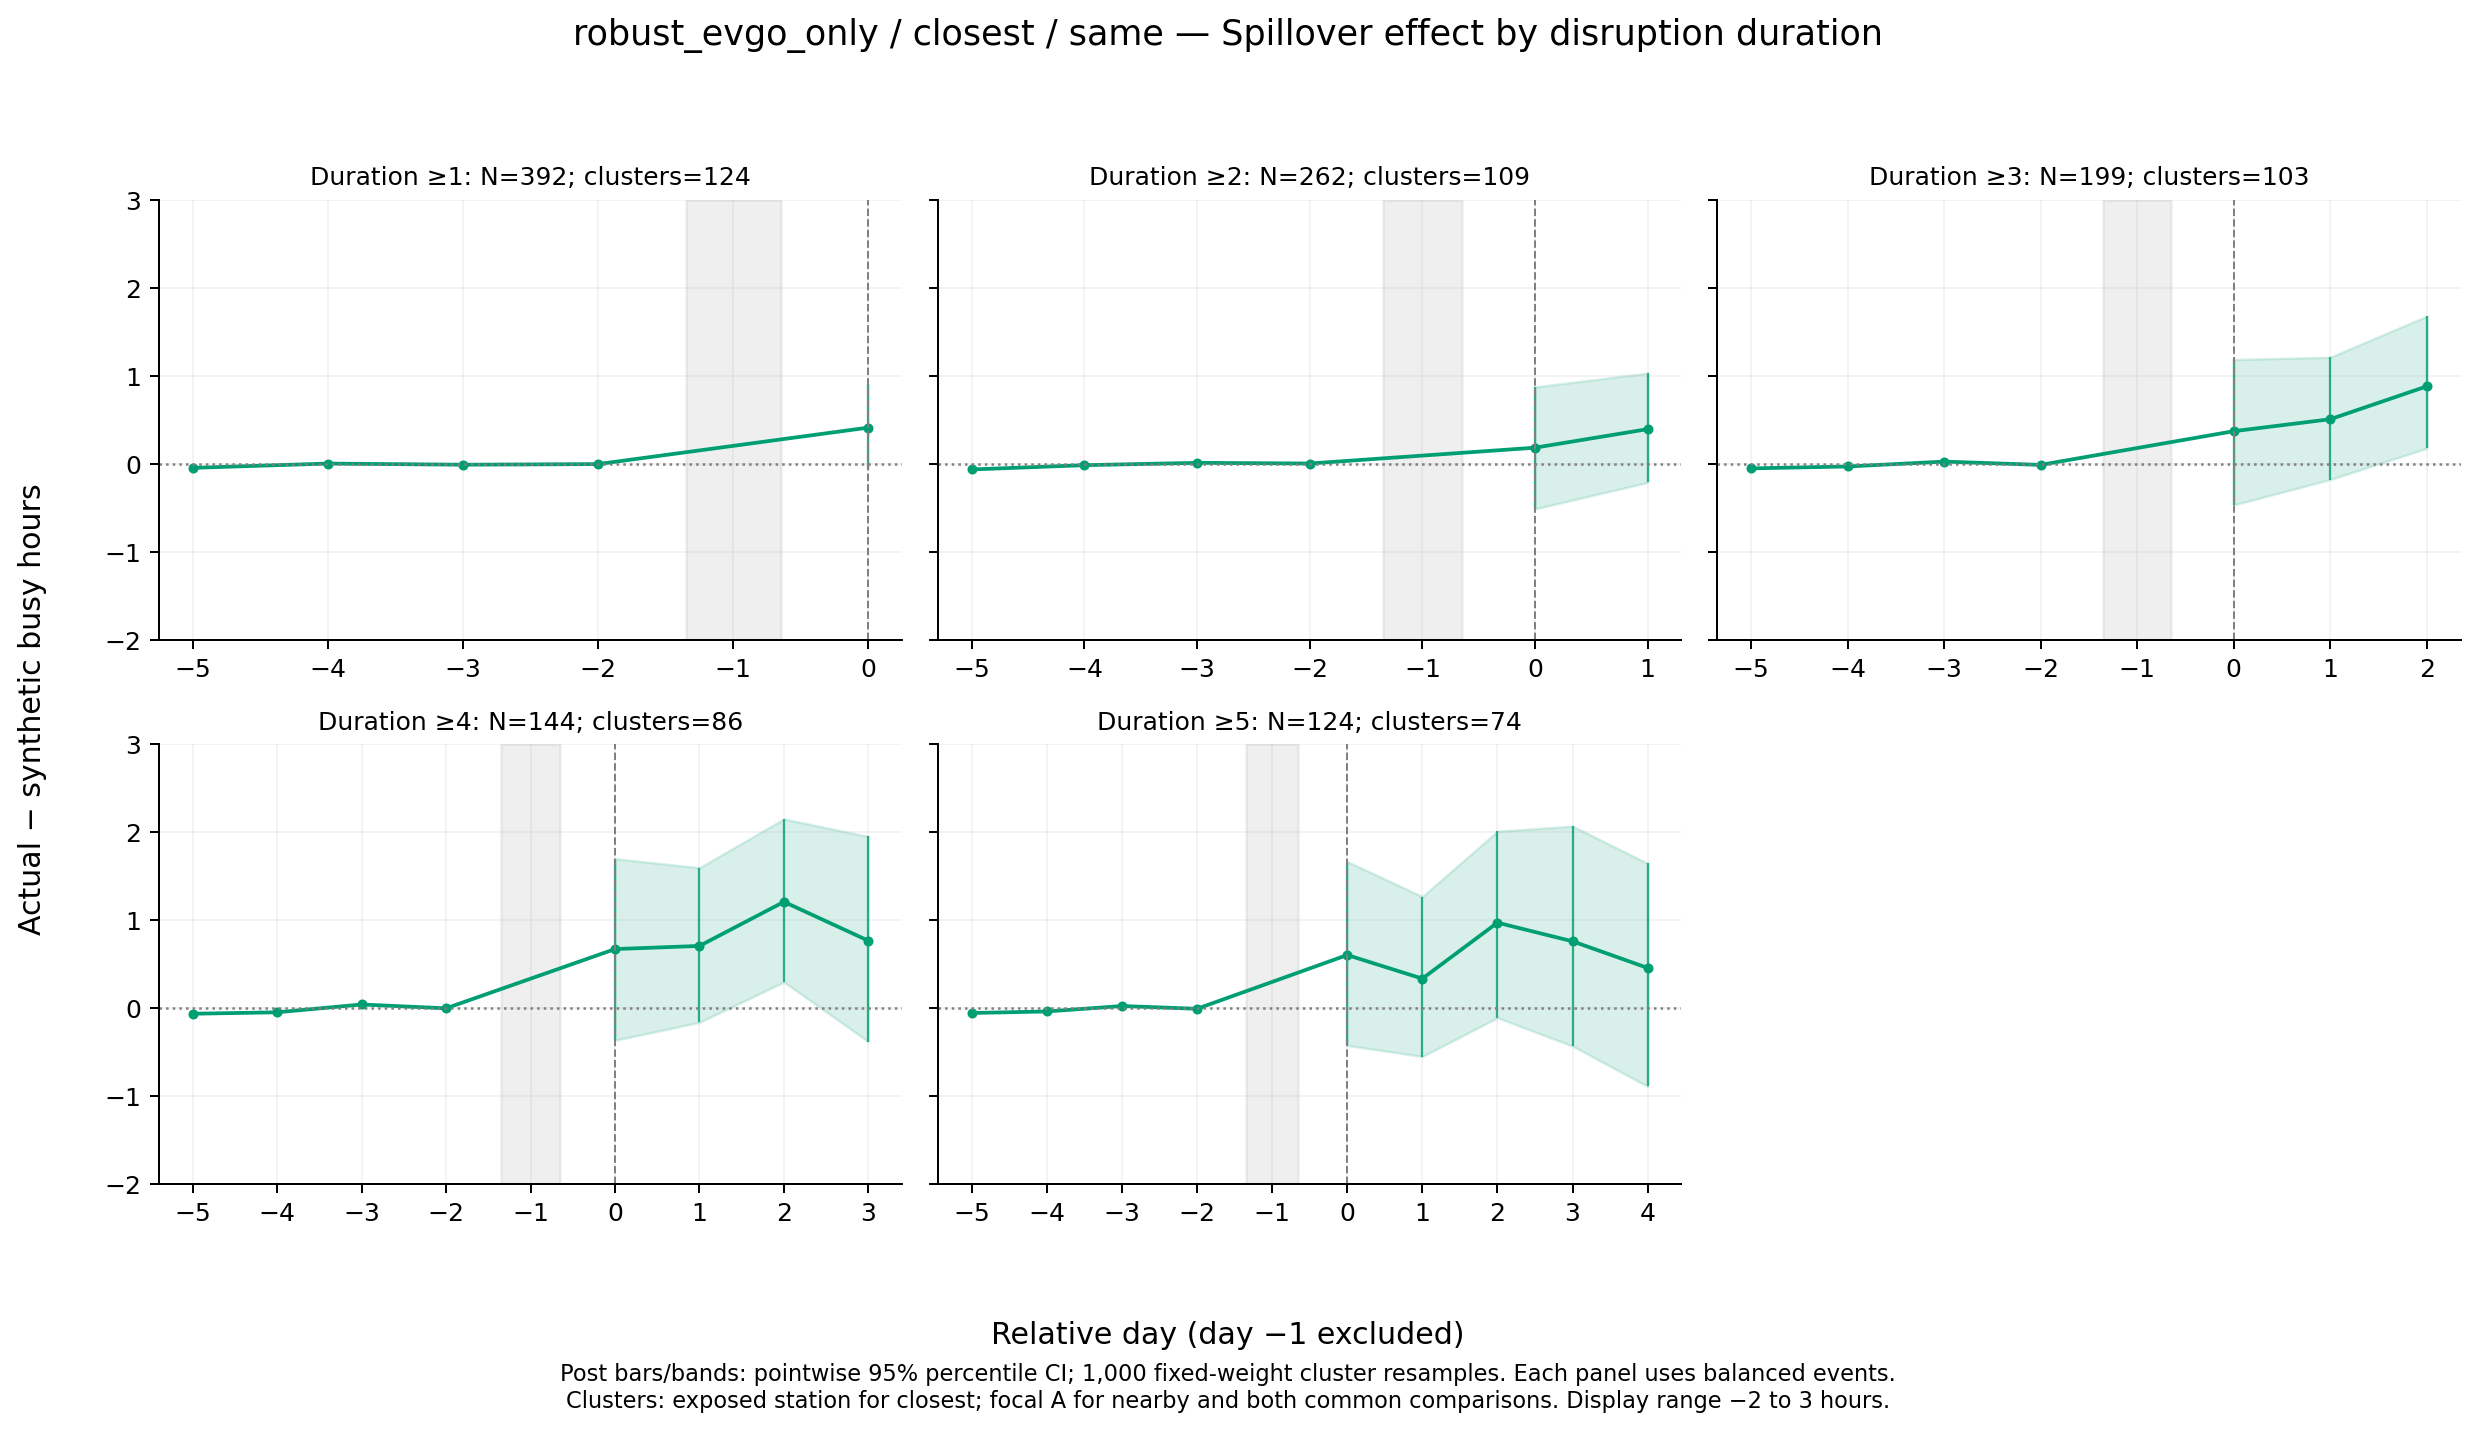 robust_evgo_only / closest / same — Spillover effect by disruption duration
Duration ≥1: N=392; clusters=124
Duration ≥2: N=262; clusters=109
Duration ≥3: N=199; clusters=103
3
2
1
0
−1
−2
−5 −4 −3 −2 −1 0
−5 −4 −3 −2 −1 0 1
−5 −4 −3 −2 −1 0 1 2
Actual − synthetic busy hours
Duration ≥4: N=144; clusters=86
Duration ≥5: N=124; clusters=74
3
2
1
0
−1
−2
−5 −4 −3 −2 −1 0 1 2 3
−5 −4 −3 −2 −1 0 1 2 3 4
Relative day (day −1 excluded)
Post bars/bands: pointwise 95% percentile CI; 1,000 fixed-weight cluster resamples. Each panel uses balanced events.
Clusters: exposed station for closest; focal A for nearby and both common comparisons. Display range −2 to 3 hours.